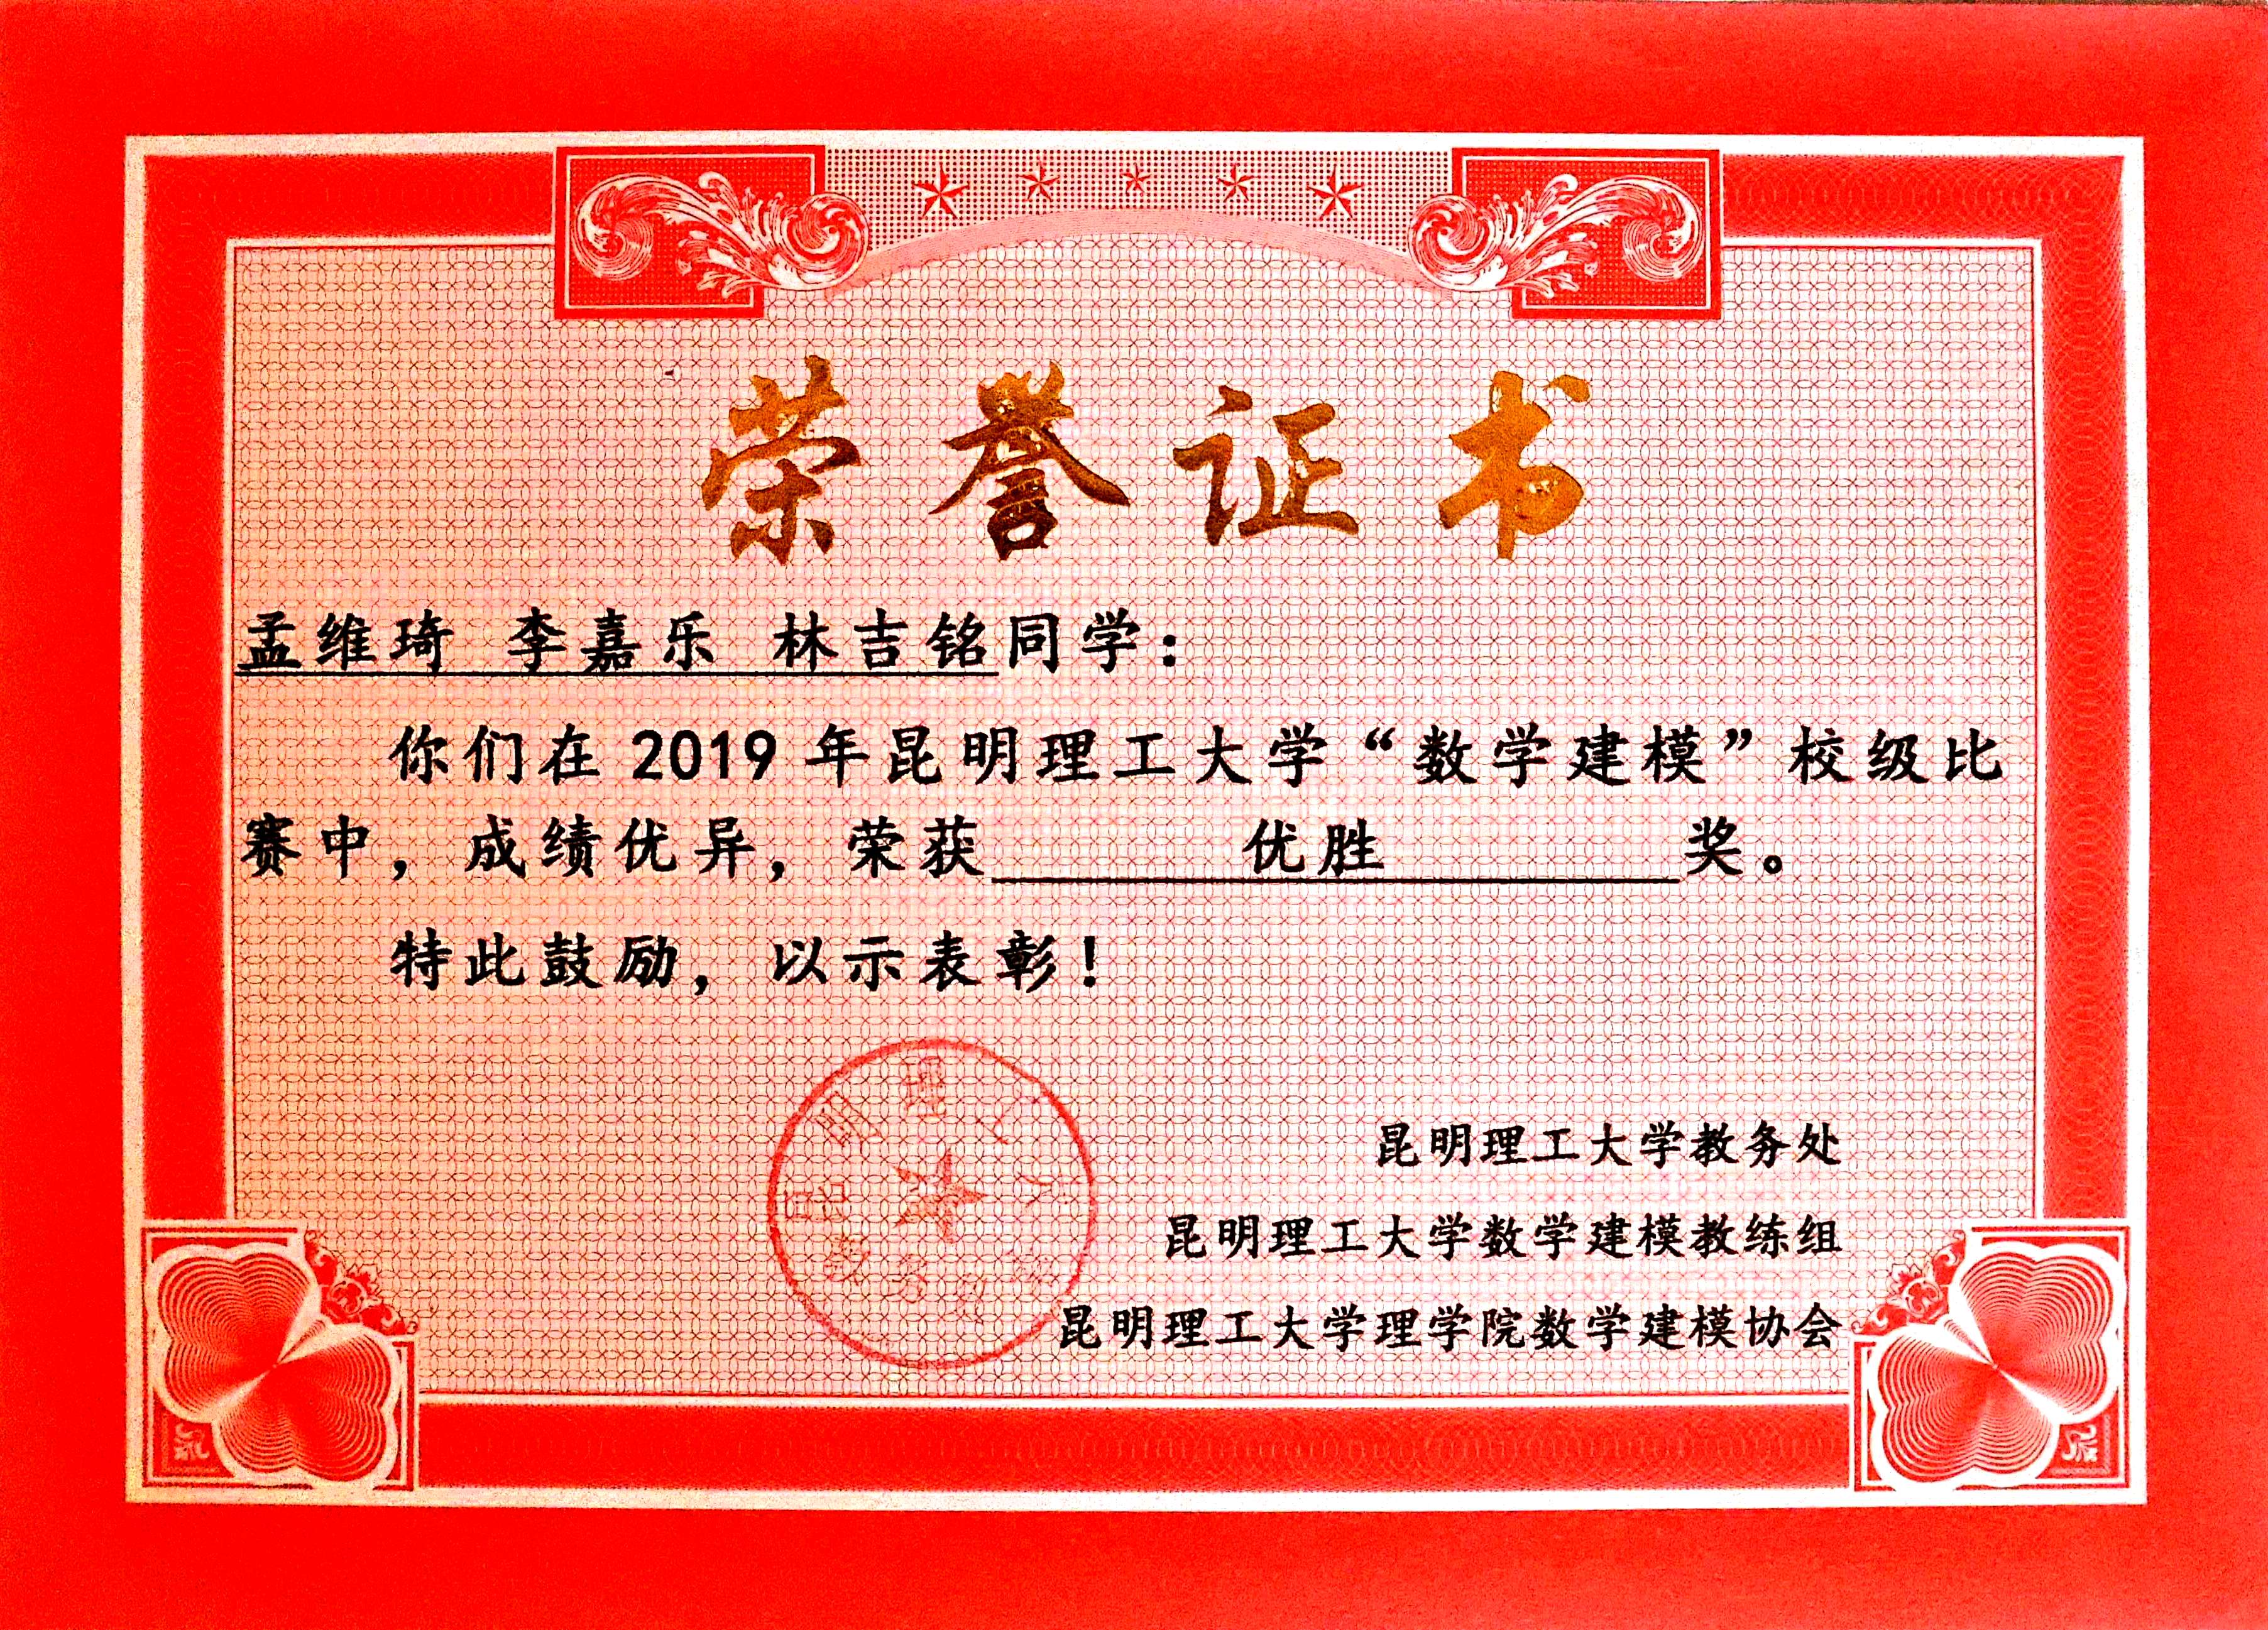 荣誉证书
孟维琦 李嘉乐 林吉铭同学：
你们在2019年昆明理工大学“数学建模”校级比
赛中，成绩优异，荣获 优胜 奖。
特此鼓励，以示表彰！
昆明理工大学教务处
昆明理工大学数学建模教练组
昆明理工大学理学院数学建模协会